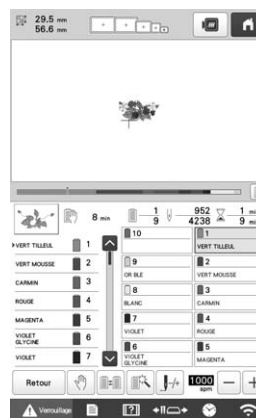 29.5 mm
56.6 mm
8 min
1
9
952
4238
1 min
9 min
VERT TILLEUL 1
VERT MOUSSE 2
CARMIN 3
ROUGE 4
MAGENTA 5
VIOLET GLYCINE 6
VIOLET 7
10
9
OR BLE
8
BLANC
7
VIOLET
6
VIOLET GLYCINE
1
VERT TILLEUL
2
VERT MOUSSE
3
CARMIN
4
ROUGE
5
MAGENTA
Retour
1000 spm
- +
Verrouillage
?